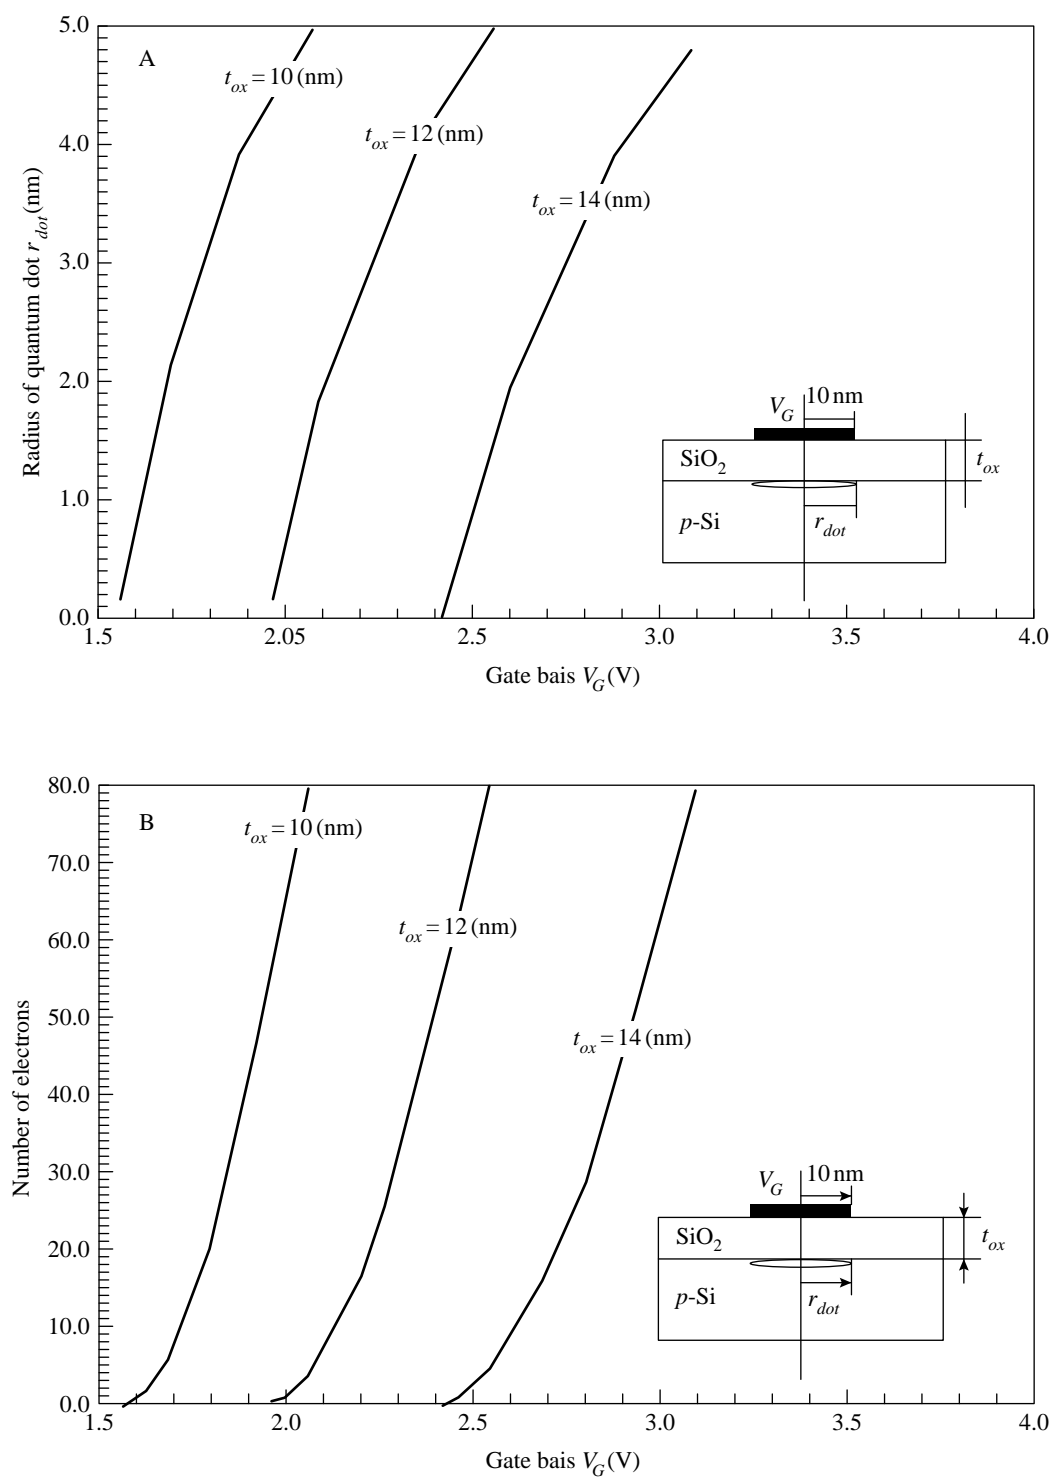 A
5.0
4.0
3.0
2.0
1.0
0.0
Radius of quantum dot r_dot (nm)
t_ox = 10 (nm)
t_ox = 12 (nm)
t_ox = 14 (nm)
V_G
10 nm
SiO2
t_ox
p-Si
r_dot
1.5 2.05 2.5 3.0 3.5 4.0
Gate bais V_G (V)
B
80.0
70.0
60.0
50.0
40.0
30.0
20.0
10.0
0.0
Number of electrons
t_ox = 10 (nm)
t_ox = 12 (nm)
t_ox = 14 (nm)
V_G
10 nm
SiO2
t_ox
p-Si
r_dot
1.5 2.0 2.5 3.0 3.5 4.0
Gate bais V_G (V)